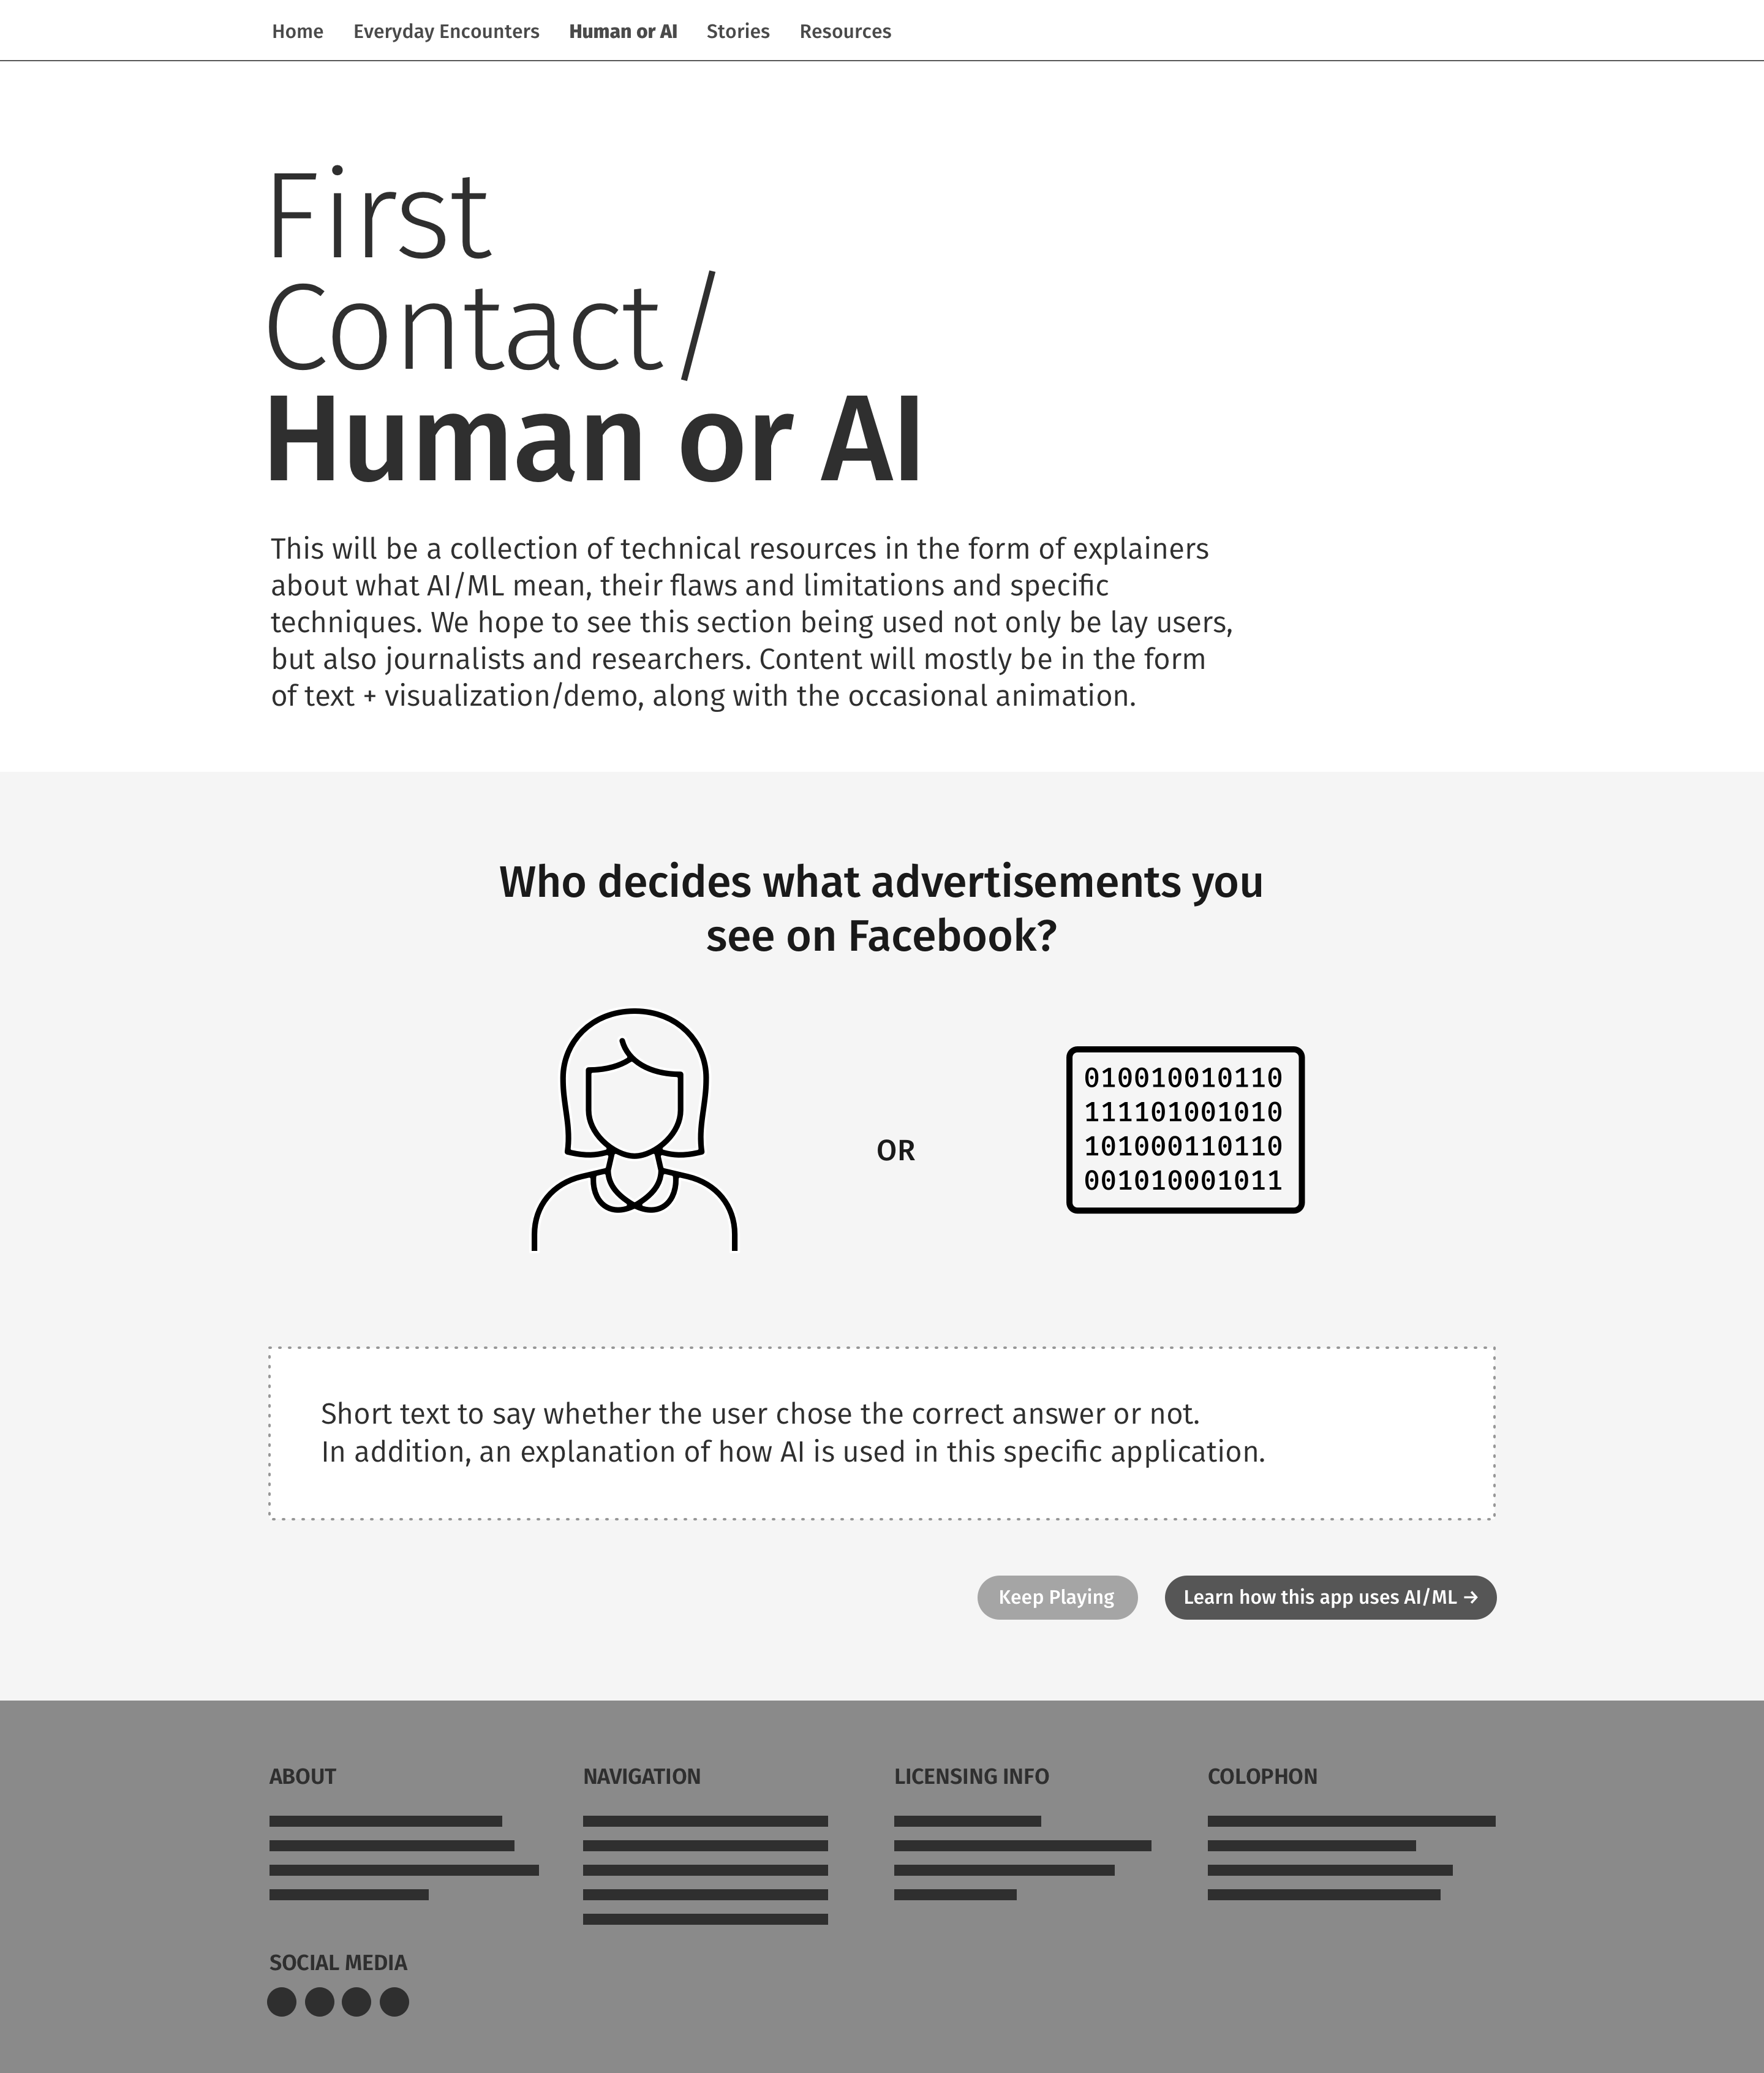 Home Everyday Encounters Human or AI Stories Resources
First
Contact/
Human or AI
This will be a collection of technical resources in the form of explainers
about what AI/ML mean, their flaws and limitations and specific
techniques. We hope to see this section being used not only be lay users,
but also journalists and researchers. Content will mostly be in the form
of text + visualization/demo, along with the occasional animation.
Who decides what advertisements you
see on Facebook?
OR
010010010110
111101001010
101000110110
001010001011
Short text to say whether the user chose the correct answer or not.
In addition, an explanation of how AI is used in this specific application.
Keep Playing Learn how this app uses AI/ML →
ABOUT NAVIGATION LICENSING INFO COLOPHON
SOCIAL MEDIA